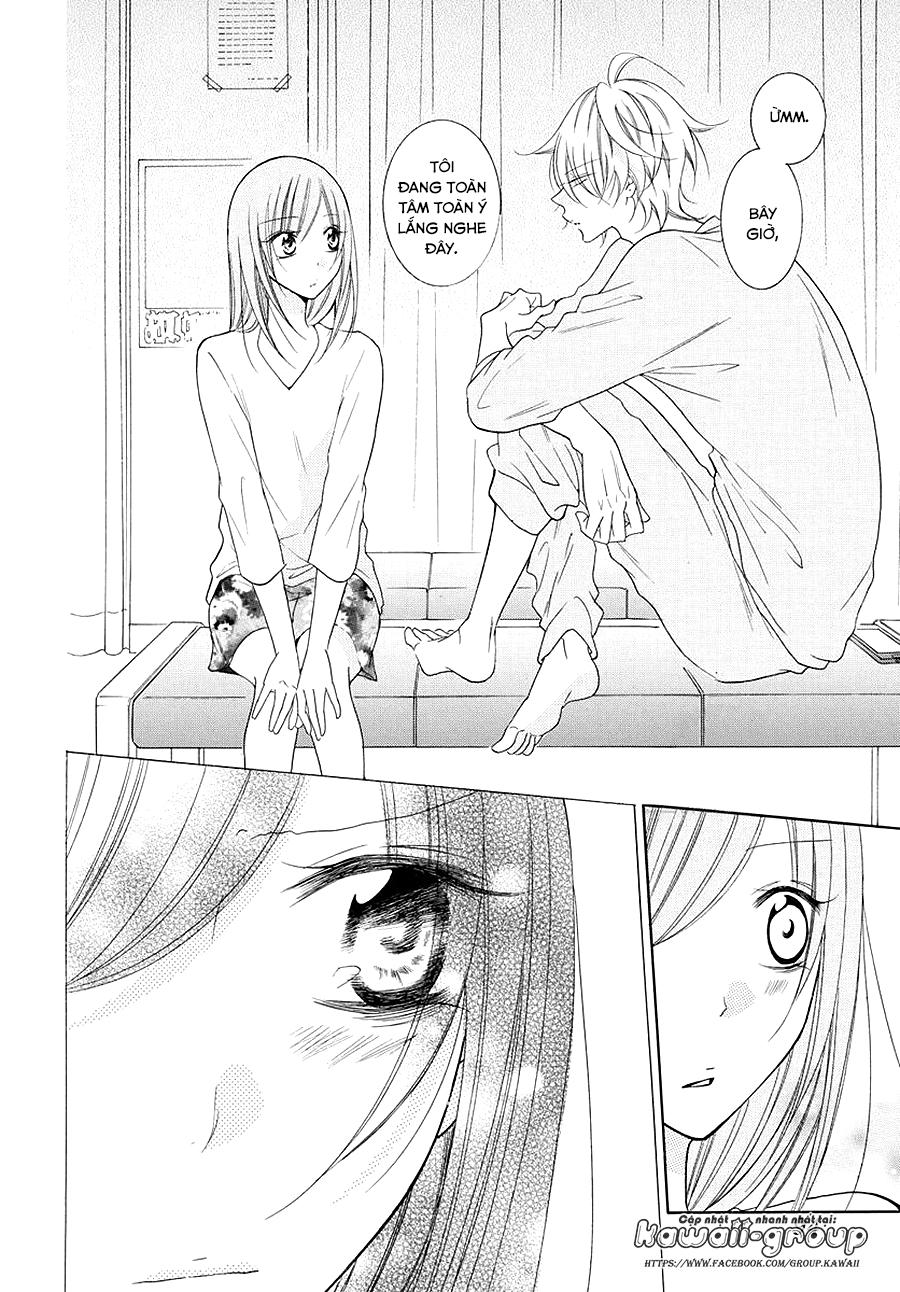 ỪMM.
BÂY
GIỜ,
TÔI
ĐANG TOÀN
TÂM TOÀN Ý
LẮNG NGHE
ĐÂY.
Cập nhật nhanh nhất tại:
kawaii-group
HTTPS://WWW.FACEBOOK.COM/GROUP.KAWAII